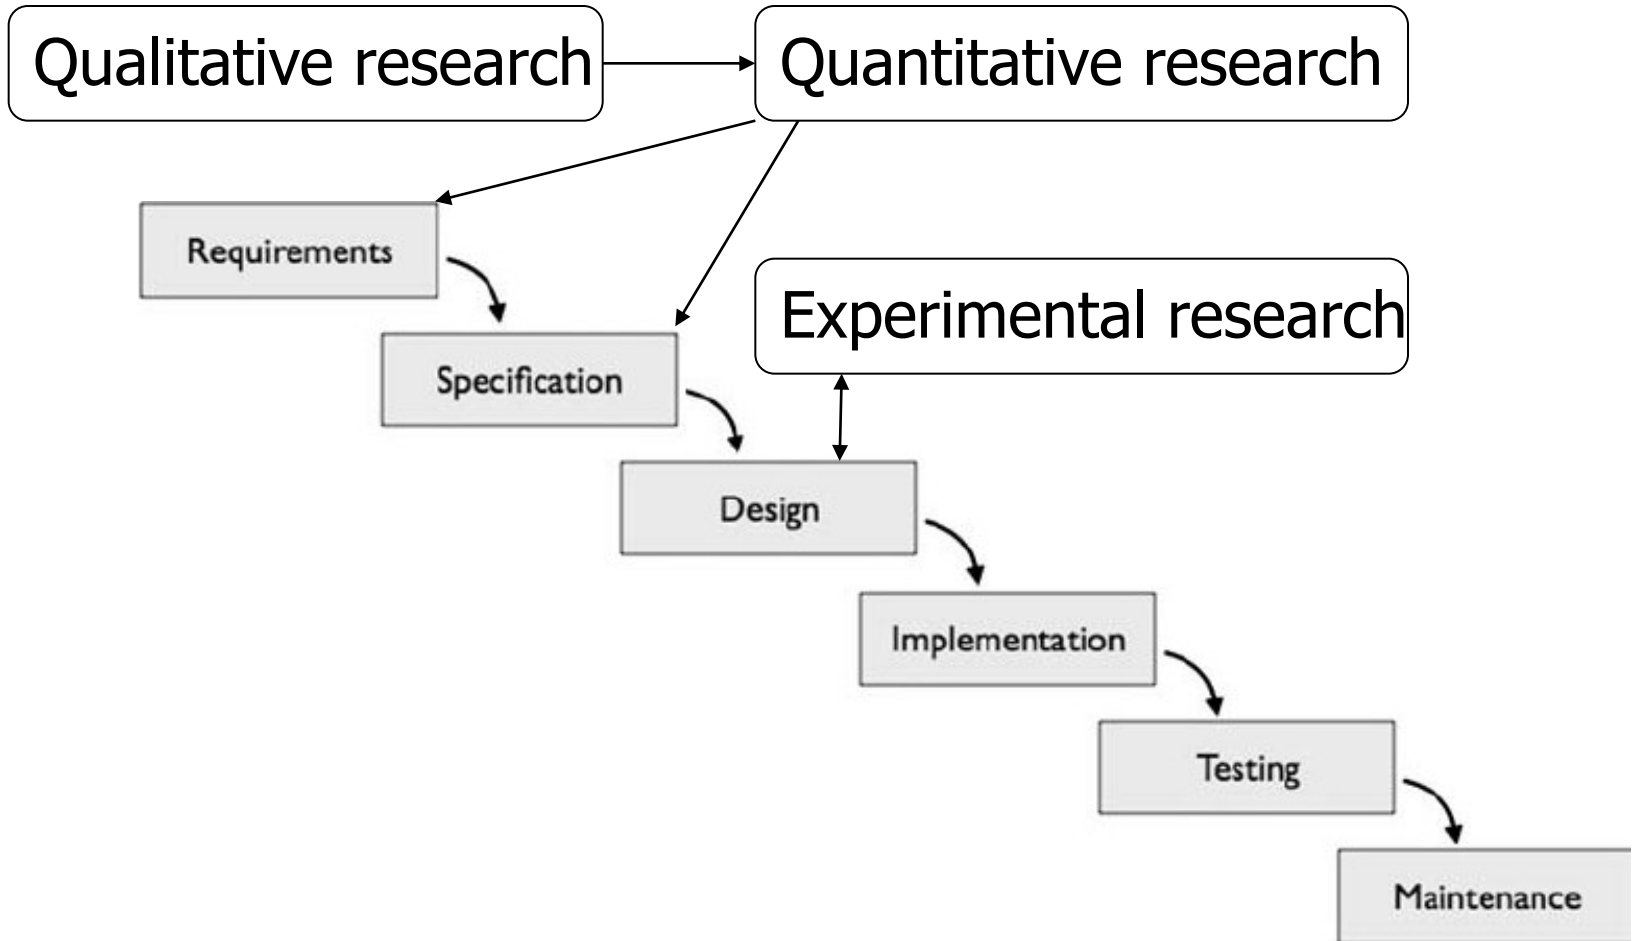 Qualitative research
Quantitative research
Requirements
Experimental research
Specification
Design
Implementation
Testing
Maintenance